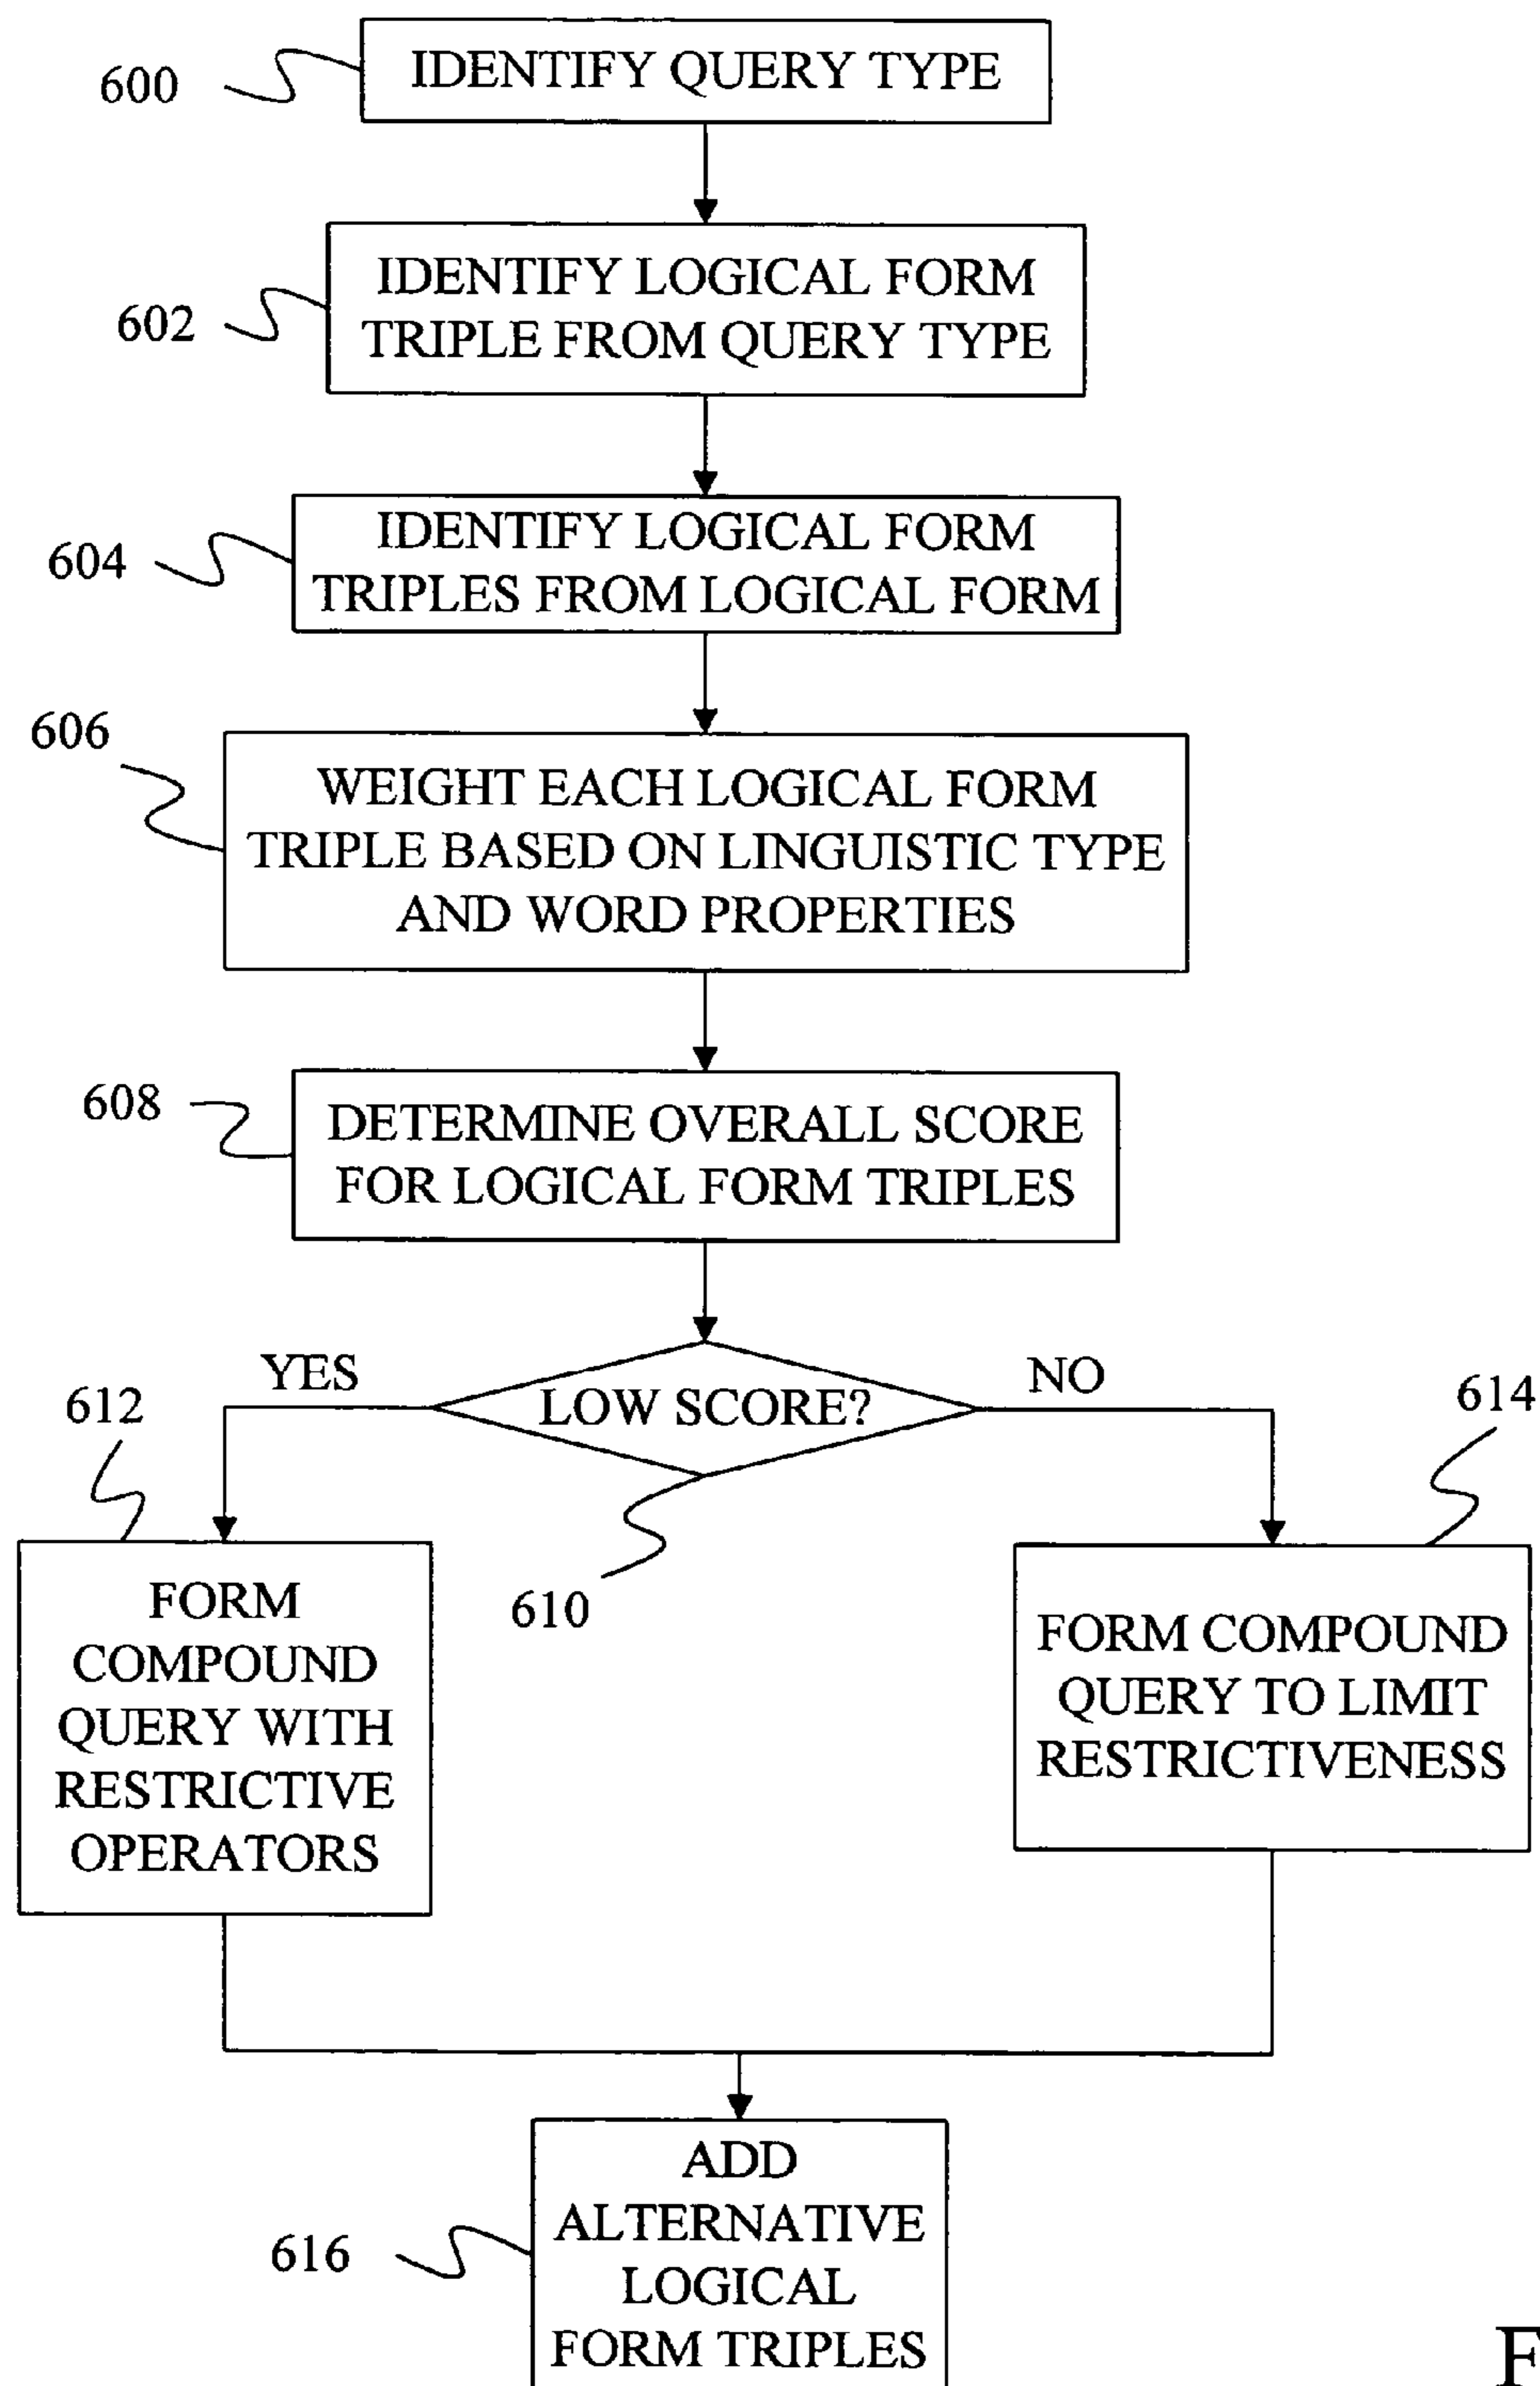 600
IDENTIFY QUERY TYPE
602
IDENTIFY LOGICAL FORM
TRIPLE FROM QUERY TYPE
604
IDENTIFY LOGICAL FORM
TRIPLES FROM LOGICAL FORM
606
WEIGHT EACH LOGICAL FORM
TRIPLE BASED ON LINGUISTIC TYPE
AND WORD PROPERTIES
608
DETERMINE OVERALL SCORE
FOR LOGICAL FORM TRIPLES
YES
LOW SCORE?
NO
612
614
610
FORM
COMPOUND
QUERY WITH
RESTRICTIVE
OPERATORS
FORM COMPOUND
QUERY TO LIMIT
RESTRICTIVENESS
616
ADD
ALTERNATIVE
LOGICAL
FORM TRIPLES
F